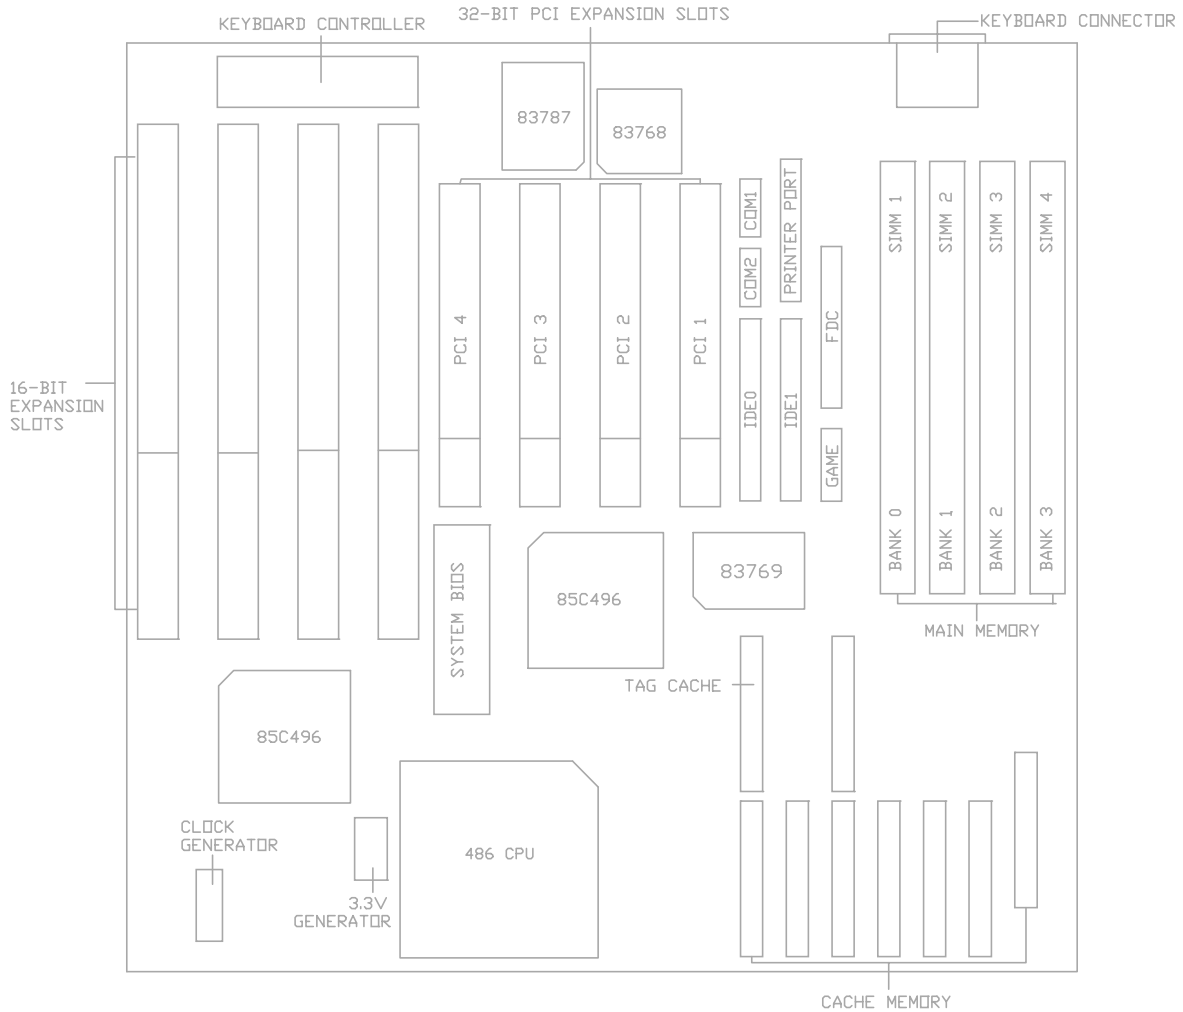 32-BIT PCI EXPANSION SLOTS
KEYBOARD CONTROLLER
KEYBOARD CONNECTOR
83787
83768
COM1
COM2
PRINTER PORT
SIMM 1
SIMM 2
SIMM 3
SIMM 4
PCI 4
PCI 3
PCI 2
PCI 1
FDC
16-BIT
EXPANSION
SLOTS
IDE0
IDE1
GAME
BANK 0
BANK 1
BANK 2
BANK 3
SYSTEM BIOS
85C496
83769
MAIN MEMORY
TAG CACHE
85C496
CLOCK
GENERATOR
486 CPU
3.3V
GENERATOR
CACHE MEMORY